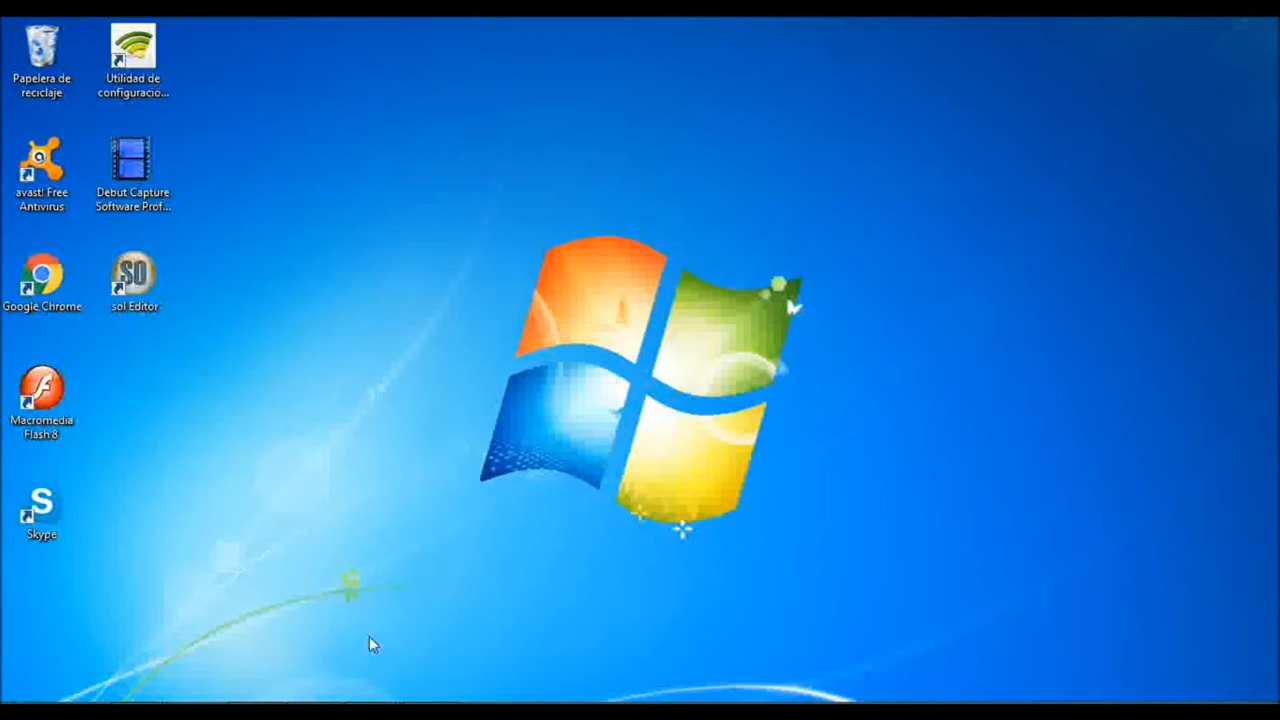 Papelera de
reciclaje
Utilidad de
configuracio...
avast! Free
Antivirus
Debut Capture
Software Prof...
Google Chrome
SO
sol Editor
Macromedia
Flash 8
S
Skype